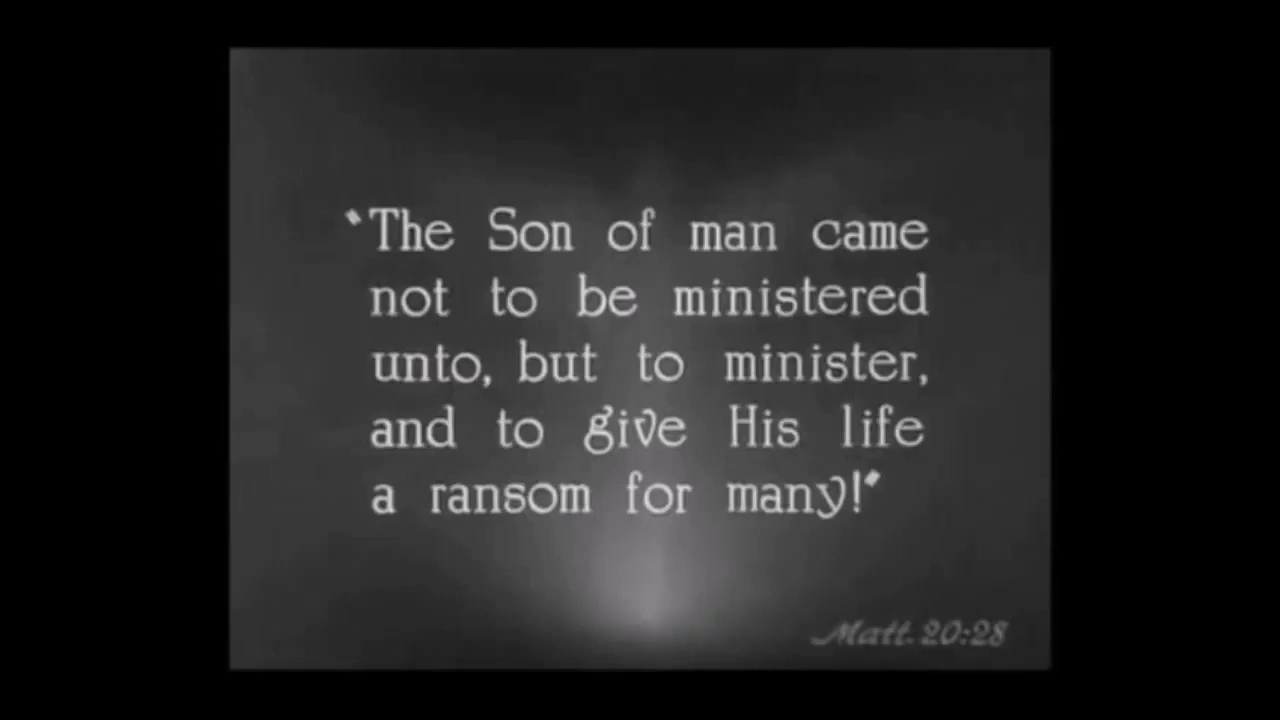 "The Son of man came
not to be ministered
unto, but to minister,
and to give His life
a ransom for many!"
Matt. 20:28